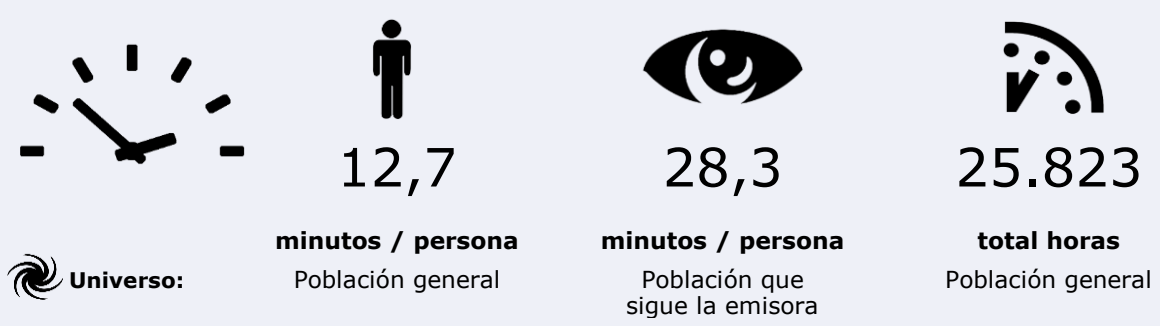 12,7
28,3
25.823
minutos / persona
minutos / persona
total horas
Universo:
Población general
Población que
sigue la emisora
Población general